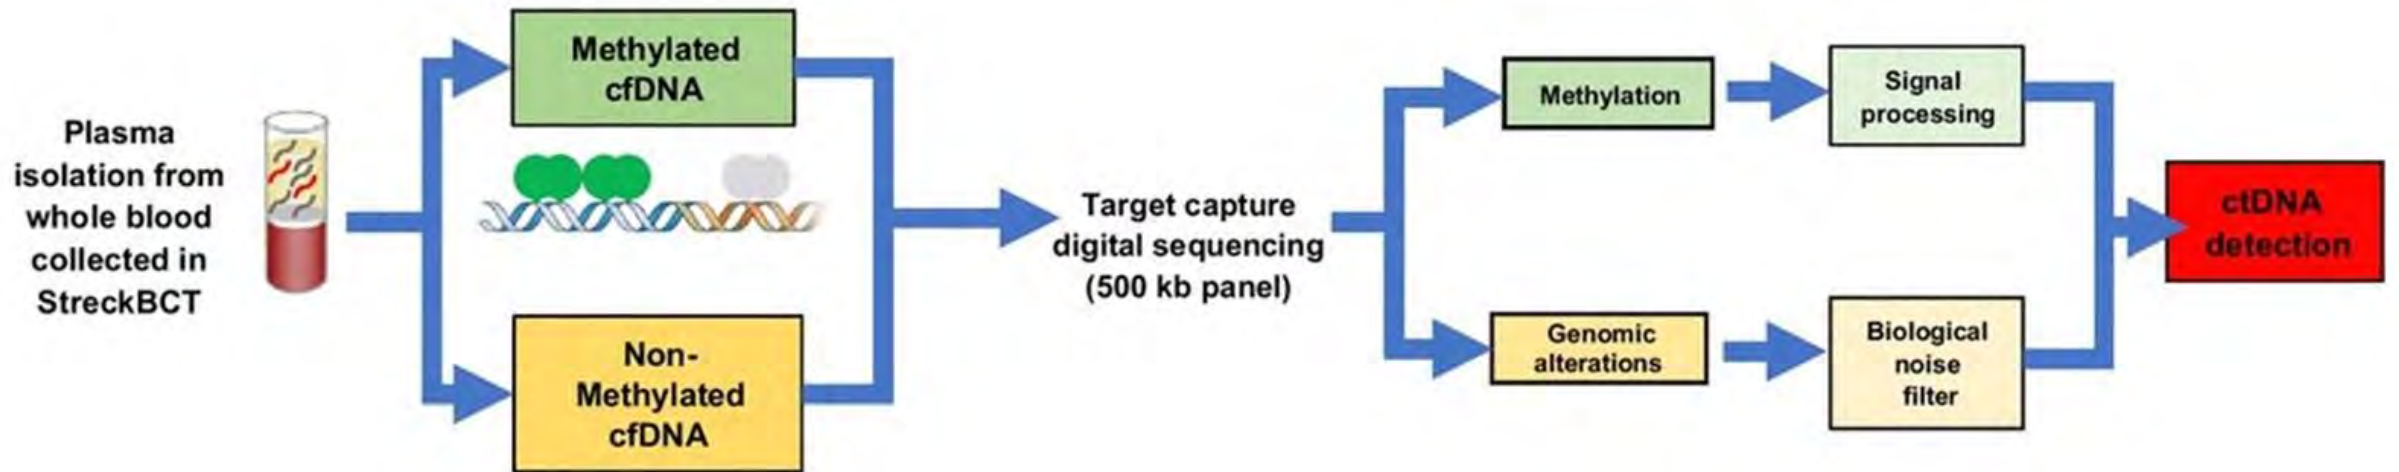 Plasma
isolation from
whole blood
collected in
StreckBCT
Methylated
cfDNA
Non-
Methylated
cfDNA
Target capture
digital sequencing
(500 kb panel)
Methylation
Signal
processing
Genomic
alterations
Biological
noise
filter
ctDNA
detection